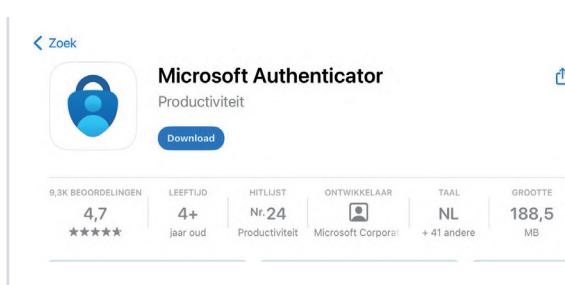 Zoek
Microsoft Authenticator
Productiviteit
Download
9,3K BEOORDELINGEN LEEFTIJD HITLIJST ONTWIKKELAAR TAAL GROOTTE
4,7 4+ Nr. 24 NL 188,5
jaar oud Productiviteit Microsoft Corporat + 41 andere MB